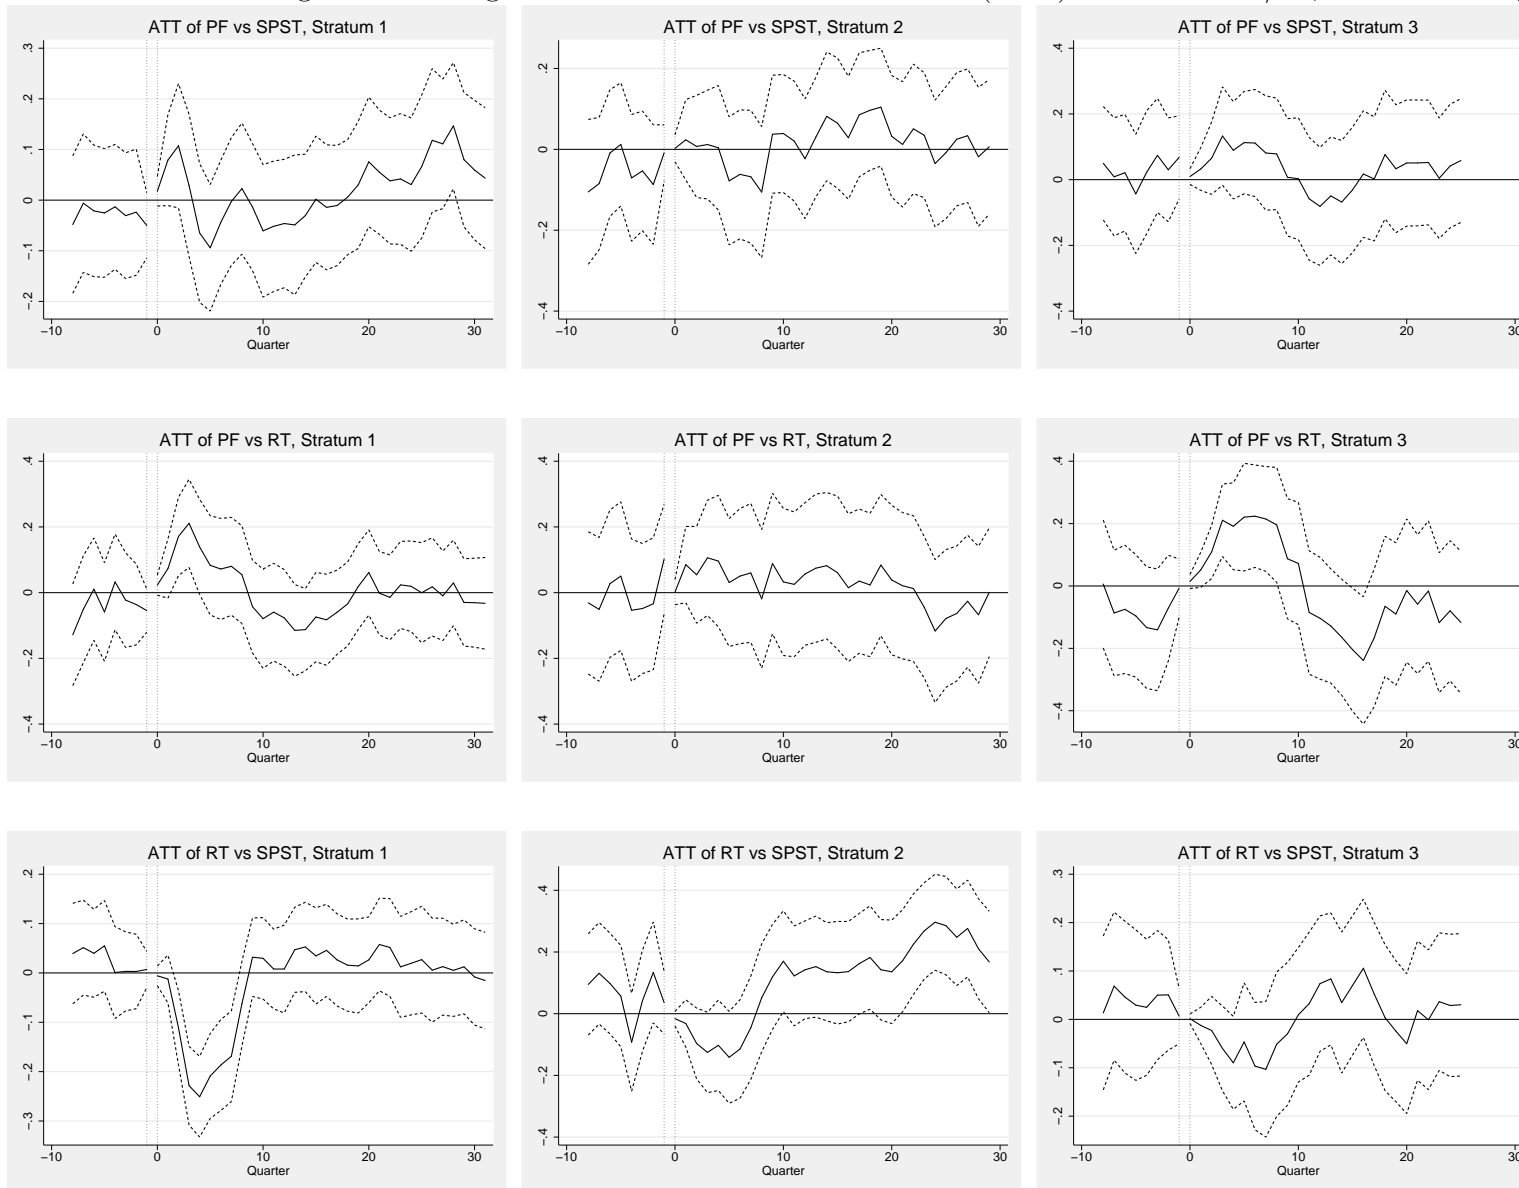 ATT of PF vs SPST, Stratum 1
.3
.2
.1
0
-.1
-.2
-10 0 10 20 30
Quarter
ATT of PF vs SPST, Stratum 2
.2
0
-.2
-.4
-10 0 10 20 30
Quarter
ATT of PF vs SPST, Stratum 3
.4
.2
0
-.2
-.4
-10 0 10 20 30
Quarter
ATT of PF vs RT, Stratum 1
.4
.2
0
-.2
-.4
-10 0 10 20 30
Quarter
ATT of PF vs RT, Stratum 2
.4
.2
0
-.2
-.4
-10 0 10 20 30
Quarter
ATT of PF vs RT, Stratum 3
.4
.2
0
-.2
-.4
-10 0 10 20 30
Quarter
ATT of RT vs SPST, Stratum 1
.2
.1
0
-.1
-.2
-.3
-10 0 10 20 30
Quarter
ATT of RT vs SPST, Stratum 2
.4
.2
0
-.2
-.4
-10 0 10 20 30
Quarter
ATT of RT vs SPST, Stratum 3
.3
.2
.1
0
-.1
-.2
-10 0 10 20 30
Quarter